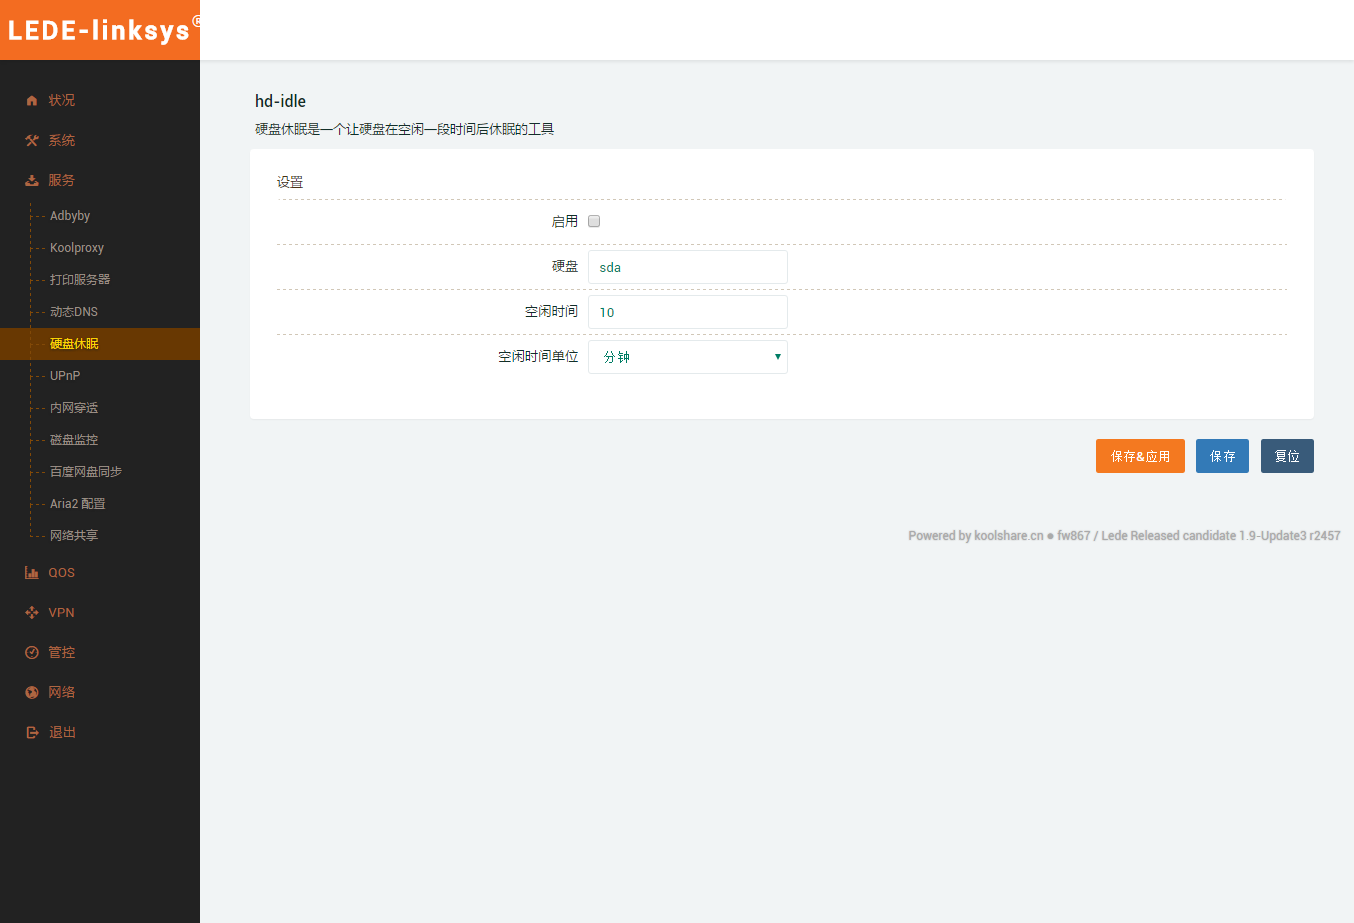 LEDE-linksys®
状况
系统
服务
Adbyby
Koolproxy
打印服务器
动态DNS
硬盘休眠
UPnP
内网穿透
磁盘监控
百度网盘同步
Aria2 配置
网络共享
QOS
VPN
管控
网络
退出
hd-idle
硬盘休眠是一个让硬盘在空闲一段时间后休眠的工具
设置
启用
硬盘 sda
空闲时间 10
空闲时间单位 分钟
保存&应用 保存 复位
Powered by koolshare.cn ● fw867 / Lede Released candidate 1.9-Update3 r2457